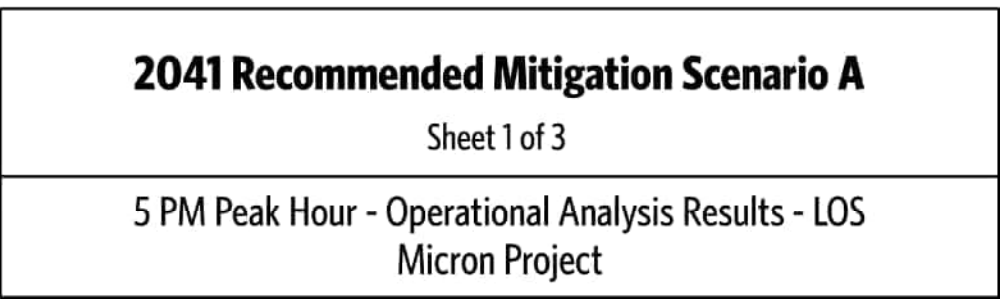 2041 Recommended Mitigation Scenario A
Sheet 1 of 3
5 PM Peak Hour - Operational Analysis Results - LOS
Micron Project